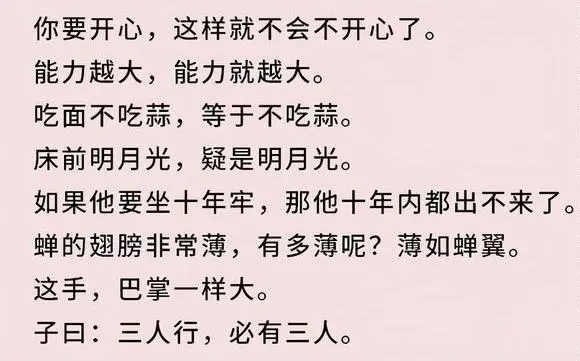 你要开心，这样就不会不开心了。
能力越大，能力就越大。
吃面不吃蒜，等于不吃蒜。
床前明月光，疑是明月光。
如果他要坐十年牢，那他十年内都出不来了。
蝉的翅膀非常薄，有多薄呢？薄如蝉翼。
这手，巴掌一样大。
子曰：三人行，必有三人。